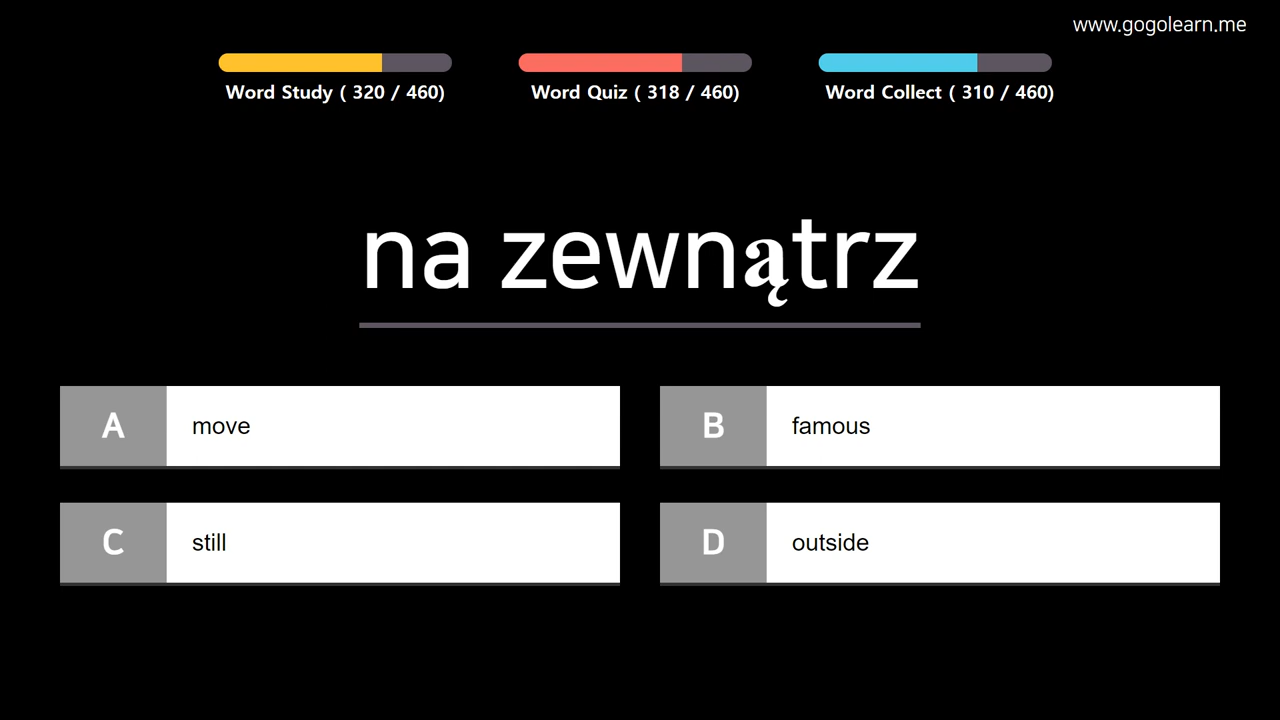 www.gogolearn.me
Word Study ( 320 / 460)
Word Quiz ( 318 / 460)
Word Collect ( 310 / 460)
na zewnątrz
A move
B famous
C still
D outside